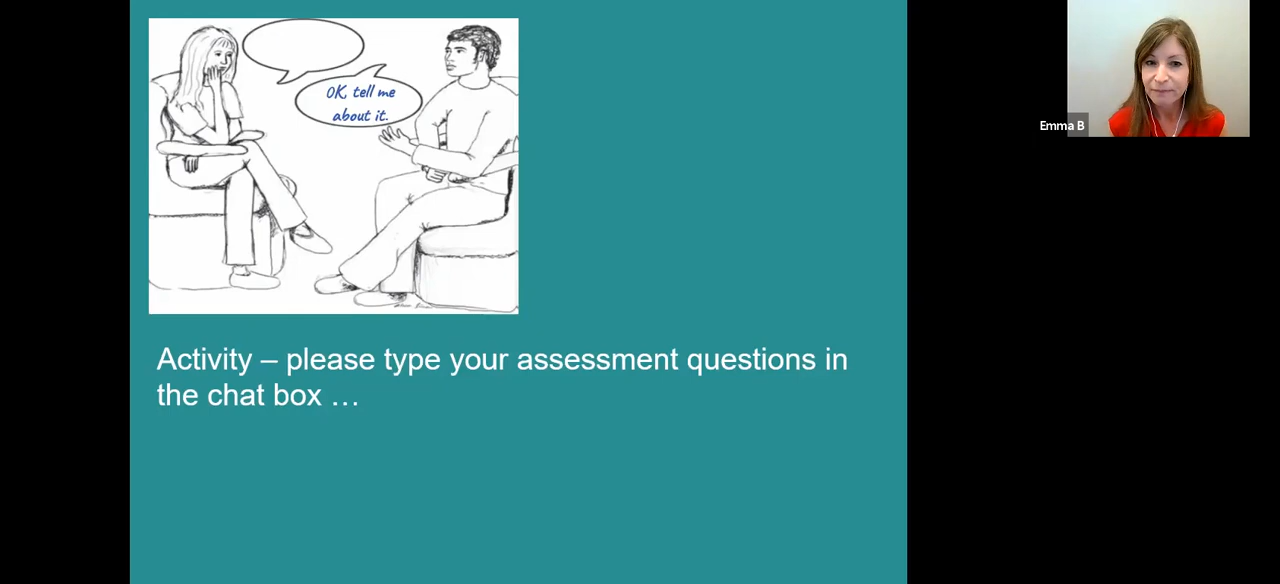 OK, tell me
about it.
Emma B
Activity – please type your assessment questions in
the chat box …